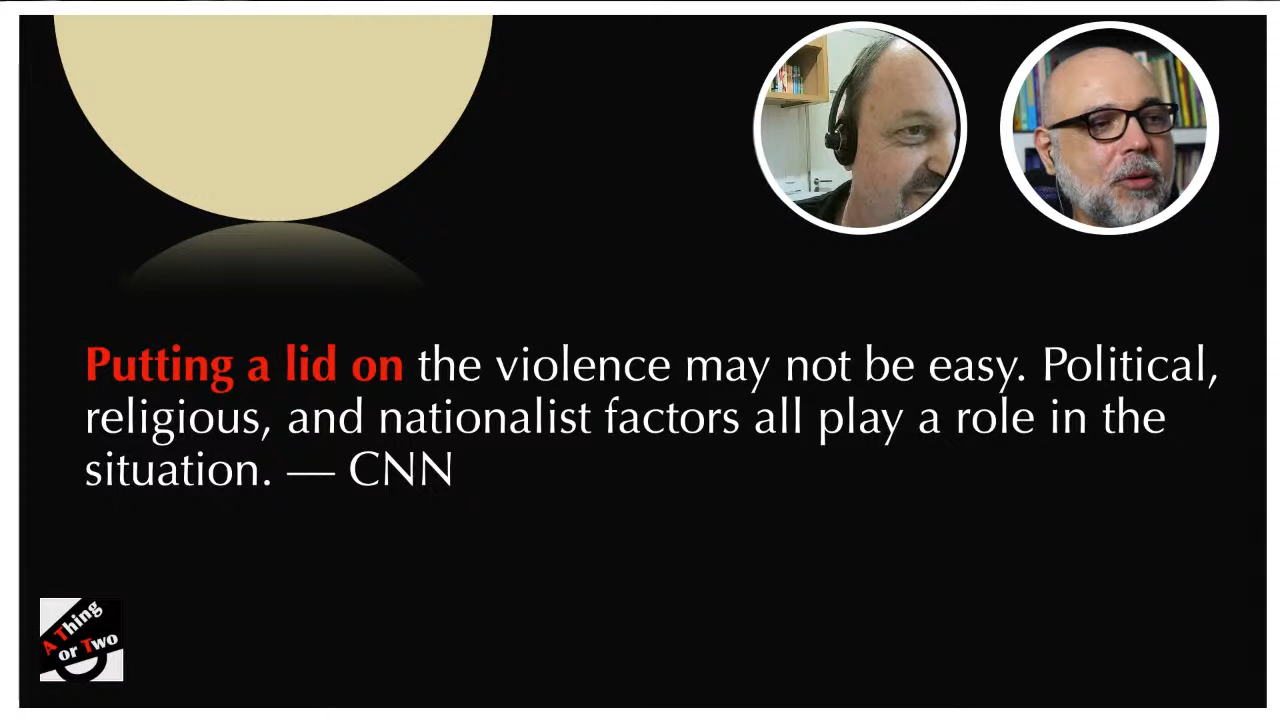 Putting a lid on the violence may not be easy. Political,
religious, and nationalist factors all play a role in the
situation. — CNN
A Thing
or Two